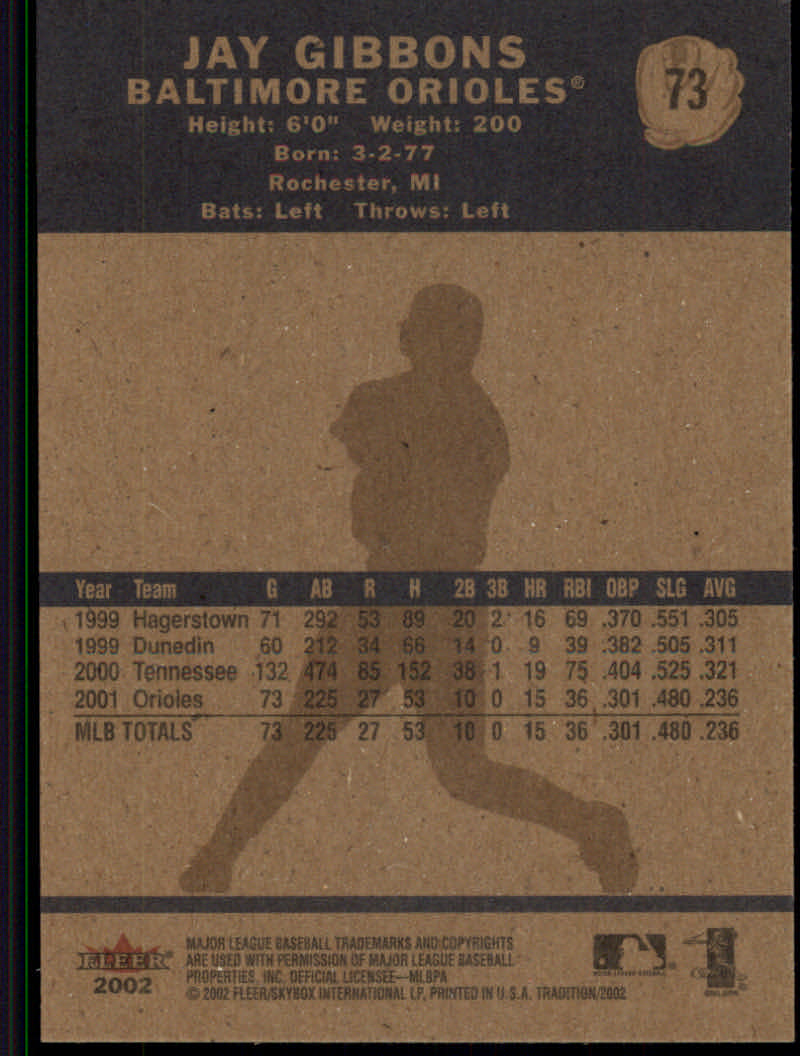 JAY GIBBONS
73
BALTIMORE ORIOLES®
Height: 6'0" Weight: 200
Born: 3-2-77
Rochester, MI
Bats: Left Throws: Left
Year Team G AB R H 2B 3B HR RBI OBP SLG AVG
1999 Hagerstown 71 292 53 89 20 2 16 69 .370 .551 .305
1999 Dunedin 60 212 34 66 14 0 9 39 .382 .505 .311
2000 Tennessee 132 474 85 152 38 1 19 75 .404 .525 .321
2001 Orioles 73 225 27 53 10 0 15 36 .301 .480 .236
MLB TOTALS 73 225 27 53 10 0 15 36 .301 .480 .236
FLEER®
2002
MAJOR LEAGUE BASEBALL TRADEMARKS AND COPYRIGHTS
ARE USED WITH PERMISSION OF MAJOR LEAGUE BASEBALL
PROPERTIES, INC. OFFICIAL LICENSEE—MLBPA
© 2002 FLEER/SKYBOX INTERNATIONAL LP, PRINTED IN U.S.A. TRADITION/2002